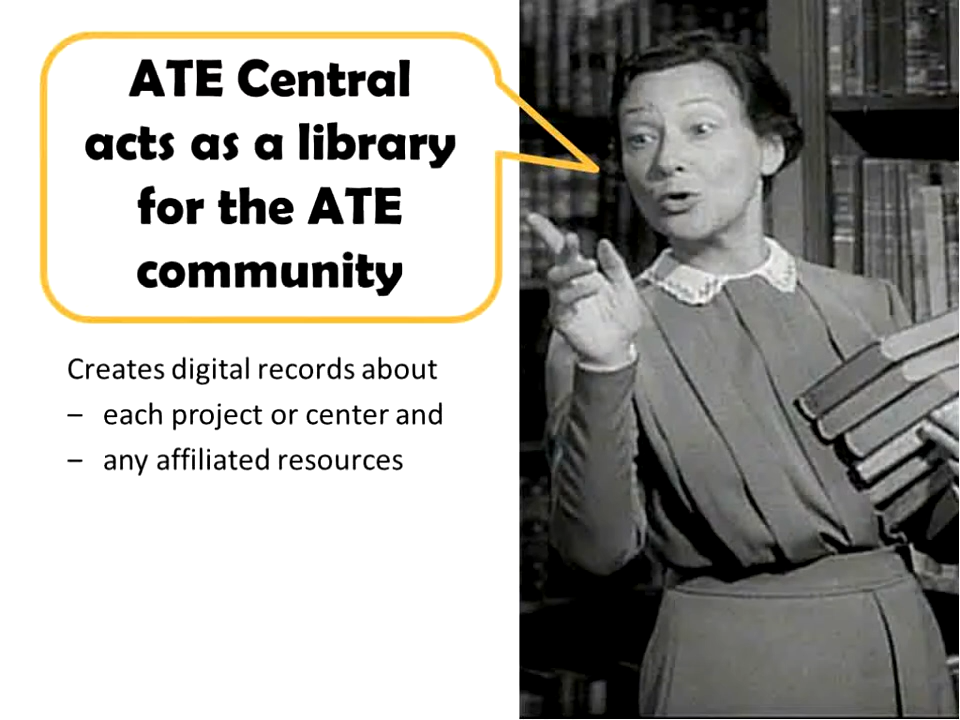 ATE Central
acts as a library
for the ATE
community
Creates digital records about
– each project or center and
– any affiliated resources